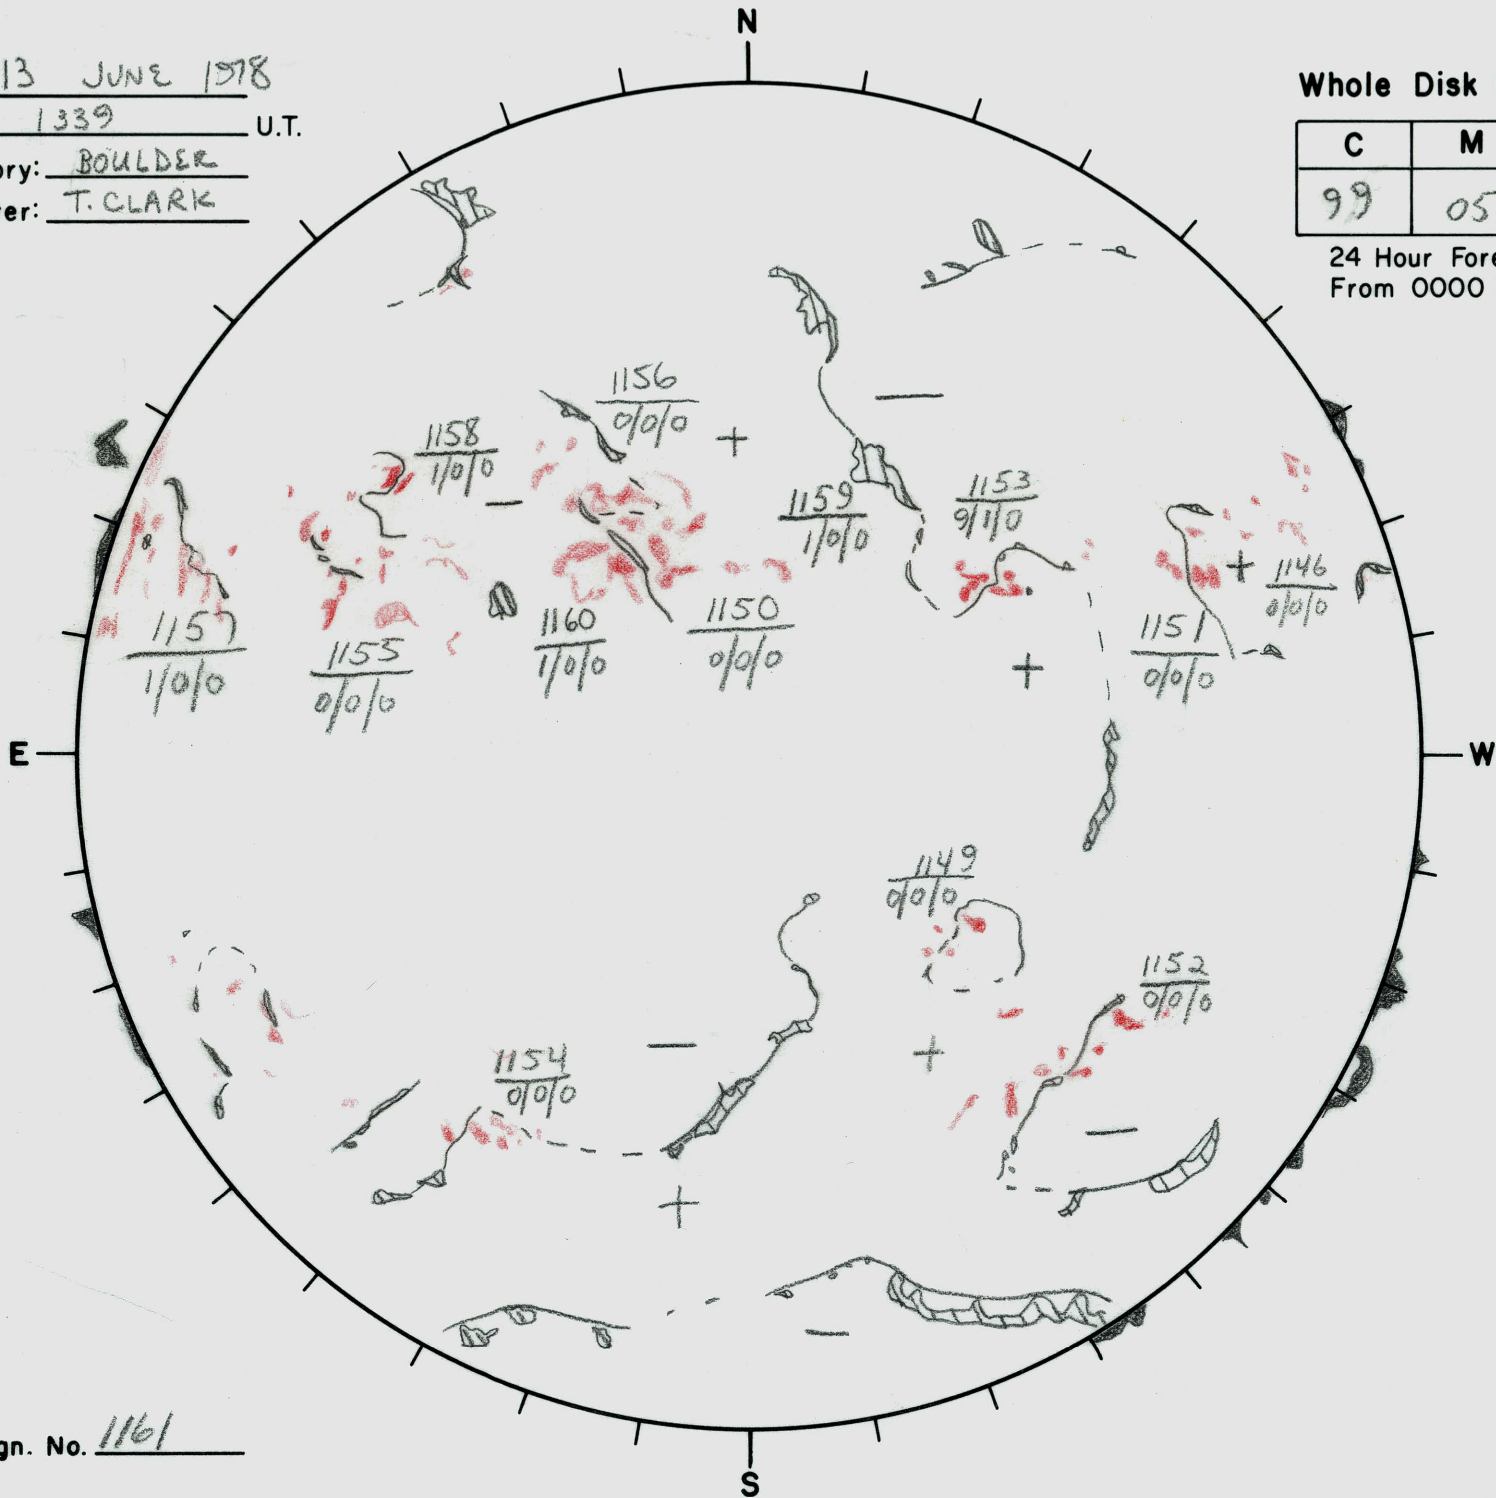 N
13 JUNE 1978
1339 U.T.
ory: BOULDER
er: T. CLARK
Whole Disk
C M
99 05
24 Hour Fore
From 0000
1156
0/0/0
+
—
1158
1/0/0
—
1159
1/0/0
1153
9/1/0
+
1146
0/0/0
1157
1/0/0
1155
0/0/0
1160
1/0/0
1150
0/0/0
+
1151
0/0/0
E
W
1149
0/0/0
1152
0/0/0
—
+
1154
0/0/0
—
+
—
gn. No. 1161
S